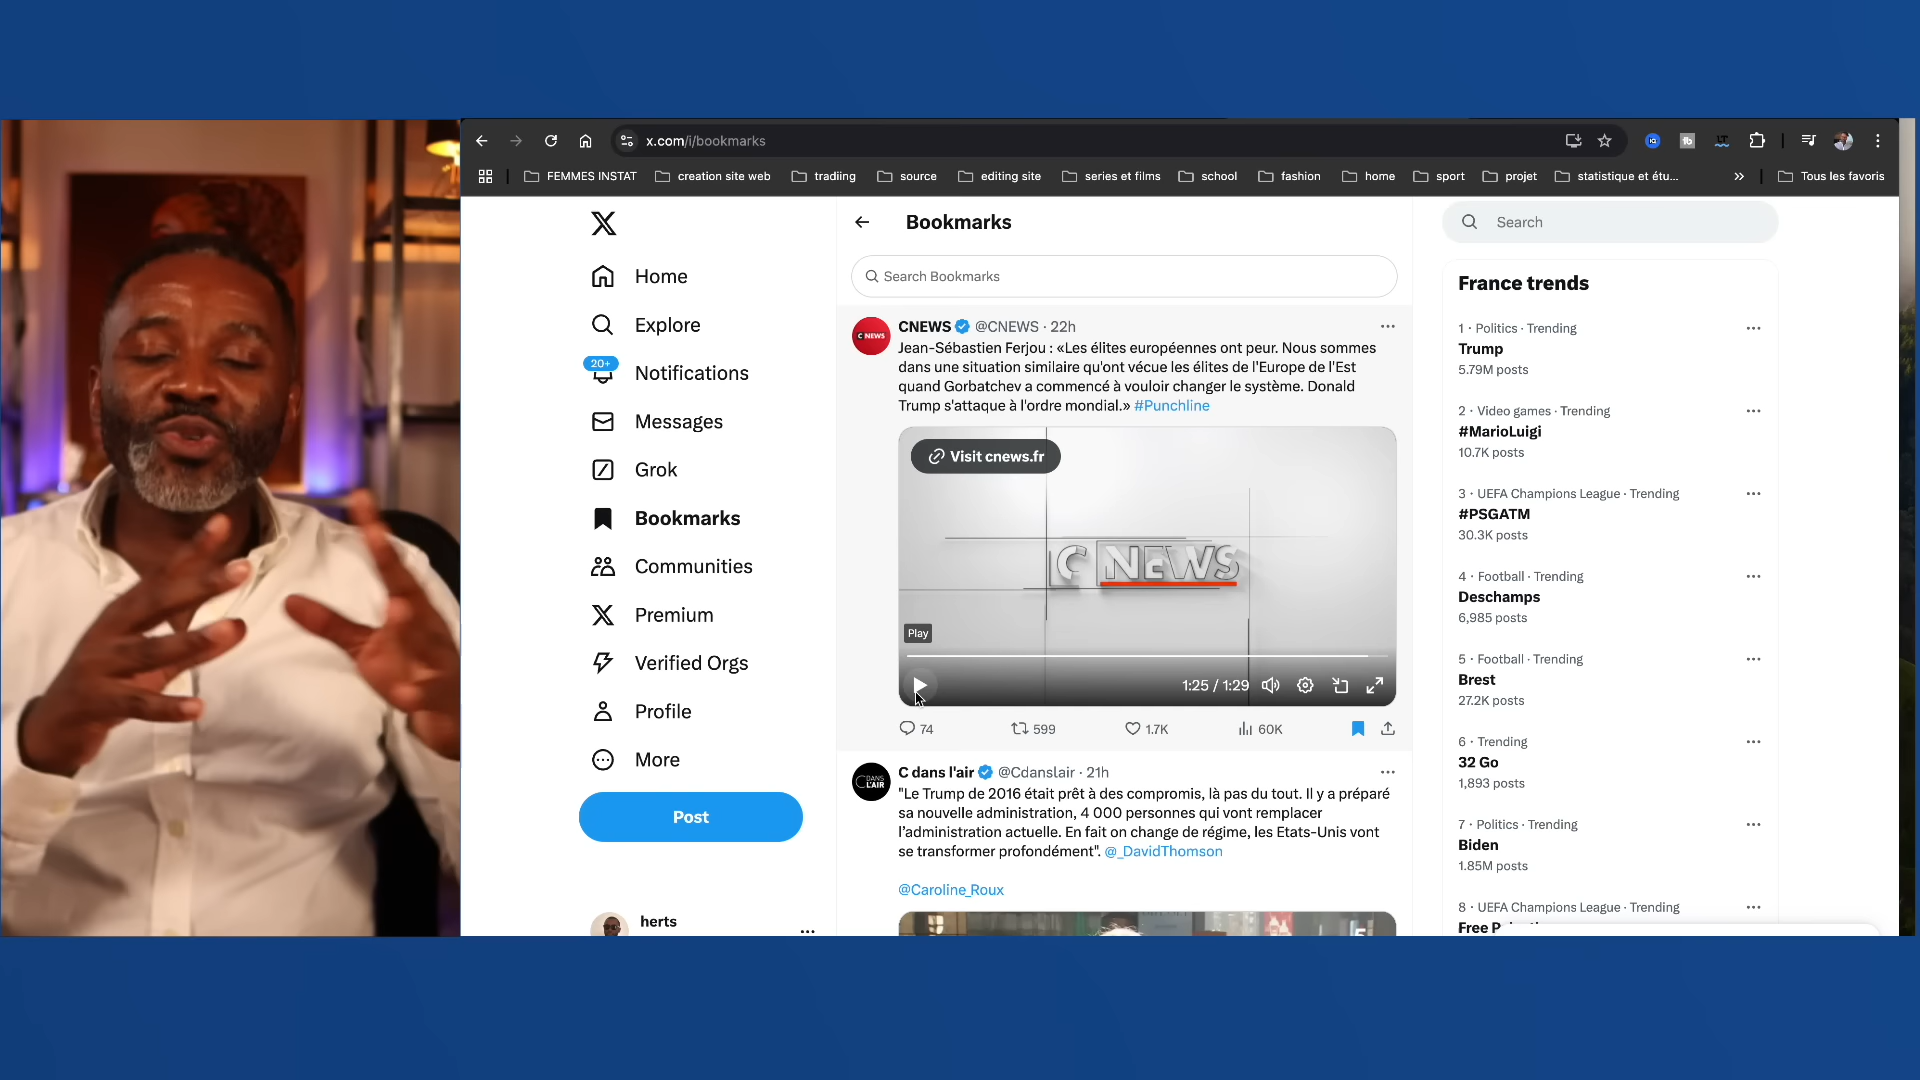 x.com/i/bookmarks
FEMMES INSTAT
creation site web
tradiing
source
editing site
series et films
school
fashion
home
sport
projet
statistique et étu...
»
Tous les favoris
Home
Explore
20+
Notifications
Messages
Grok
Bookmarks
Communities
Premium
Verified Orgs
Profile
More
Post
herts
Bookmarks
Search Bookmarks
CNEWS @CNEWS · 22h
Jean-Sébastien Ferjou : «Les élites européennes ont peur. Nous sommes
dans une situation similaire qu'ont vécue les élites de l'Europe de l'Est
quand Gorbatchev a commencé à vouloir changer le système. Donald
Trump s'attaque à l'ordre mondial.» #Punchline
CNEWS
Visit cnews.fr
C NEWS
Play
1:25 / 1:29
74
599
1.7K
60K
C dans l'air @Cdanslair · 21h
C DANS L'AIR
"Le Trump de 2016 était prêt à des compromis, là pas du tout. Il y a préparé
sa nouvelle administration, 4 000 personnes qui vont remplacer
l'administration actuelle. En fait on change de régime, les Etats-Unis vont
se transformer profondément". @_DavidThomson
@Caroline_Roux
Search
France trends
1 · Politics · Trending
Trump
5.79M posts
2 · Video games · Trending
#MarioLuigi
10.7K posts
3 · UEFA Champions League · Trending
#PSGATM
30.3K posts
4 · Football · Trending
Deschamps
6,985 posts
5 · Football · Trending
Brest
27.2K posts
6 · Trending
32 Go
1,893 posts
7 · Politics · Trending
Biden
1.85M posts
8 · UEFA Champions League · Trending
Free